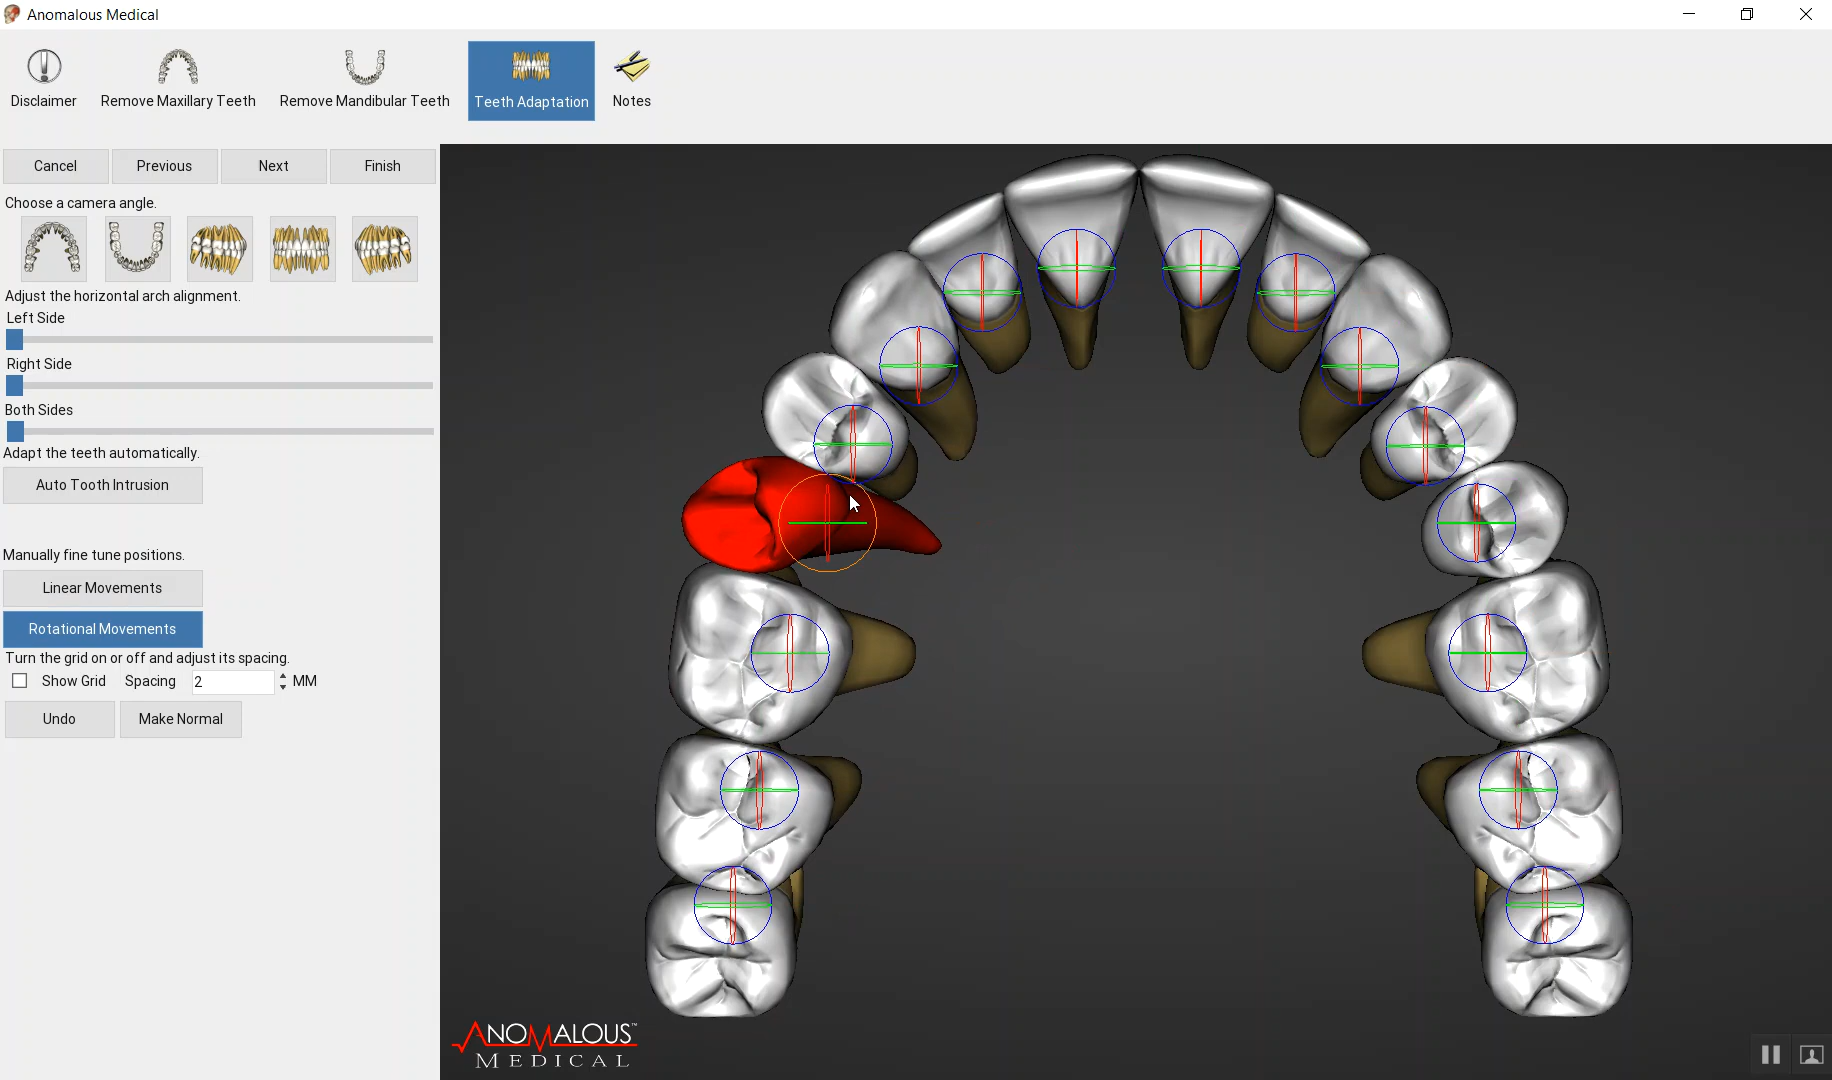 Anomalous Medical
Disclaimer
Remove Maxillary Teeth
Remove Mandibular Teeth
Teeth Adaptation
Notes
Cancel
Previous
Next
Finish
Choose a camera angle.
Adjust the horizontal arch alignment.
Left Side
Right Side
Both Sides
Adapt the teeth automatically.
Auto Tooth Intrusion
Manually fine tune positions.
Linear Movements
Rotational Movements
Turn the grid on or off and adjust its spacing.
Show Grid Spacing 2 MM
Undo
Make Normal
ANOMALOUS™
MEDICAL